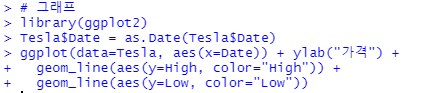 > # 그래프
> library(ggplot2)
> Tesla$Date = as.Date(Tesla$Date)
> ggplot(data=Tesla, aes(x=Date)) + ylab("가격") +
+   geom_line(aes(y=High, color="High")) +
+   geom_line(aes(y=Low, color="Low"))